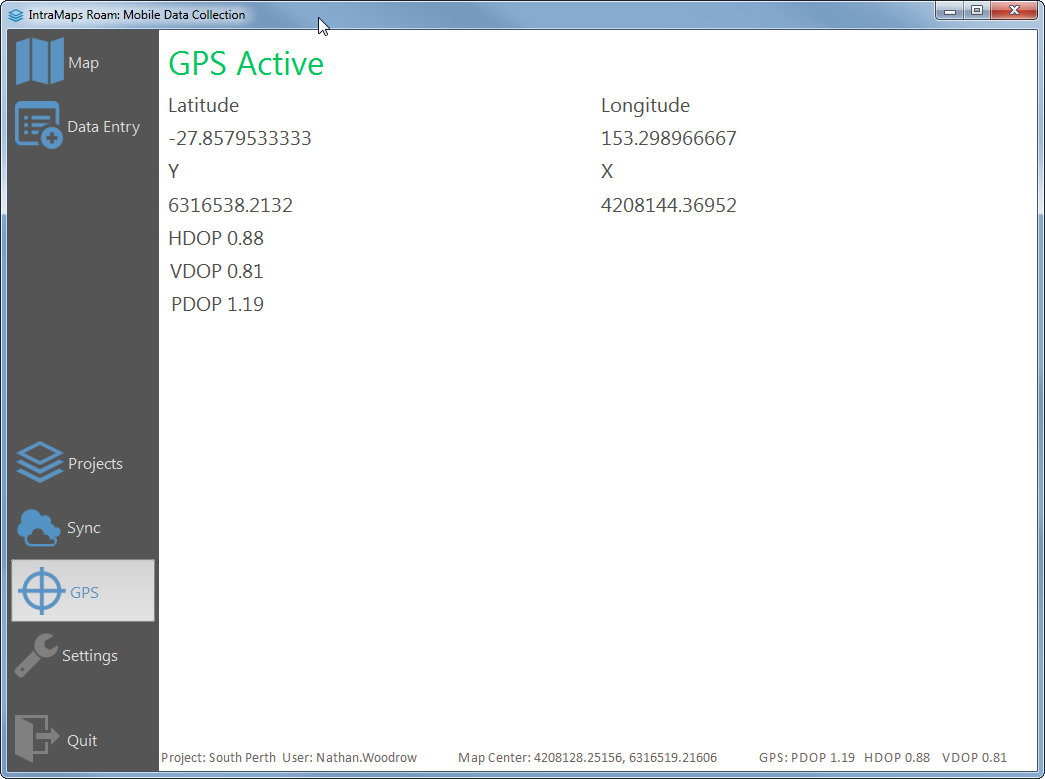 IntraMaps Roam: Mobile Data Collection
Map
Data Entry
Projects
Sync
GPS
Settings
Quit
GPS Active
Latitude Longitude
-27.8579533333 153.298966667
Y X
6316538.2132 4208144.36952
HDOP 0.88
VDOP 0.81
PDOP 1.19
Project: South Perth User: Nathan.Woodrow Map Center: 4208128.25156, 6316519.21606 GPS: PDOP 1.19 HDOP 0.88 VDOP 0.81